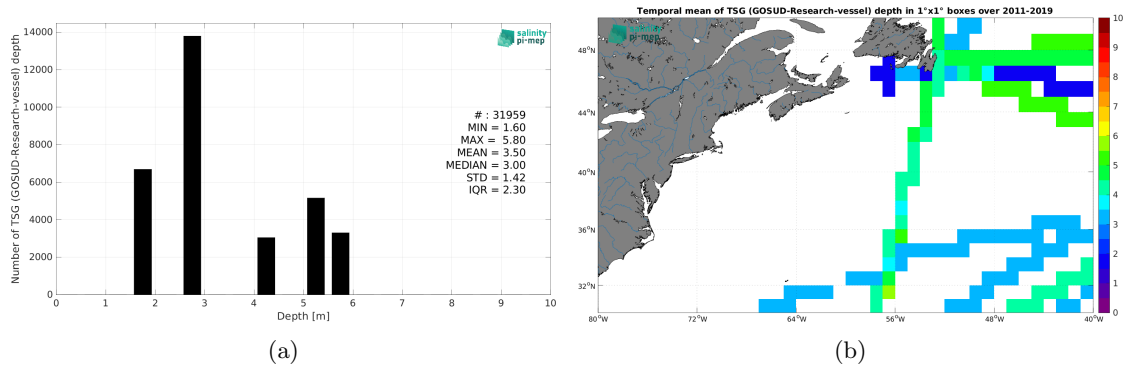 14000
12000
10000
8000
6000
4000
2000
0
Number of TSG (GOSUD-Research-vessel) depth
salinity
pi-mep
# : 31959
MIN = 1.60
MAX = 5.80
MEAN = 3.50
MEDIAN = 3.00
STD = 1.42
IQR = 2.30
0 1 2 3 4 5 6 7 8 9 10
Depth [m]
(a)
Temporal mean of TSG (GOSUD-Research-vessel) depth in 1°x1° boxes over 2011-2019
salinity
pi-mep
48°N
44°N
40°N
36°N
32°N
80°W 72°W 64°W 56°W 48°W 40°W
10
9
8
7
6
5
4
3
2
1
0
(b)